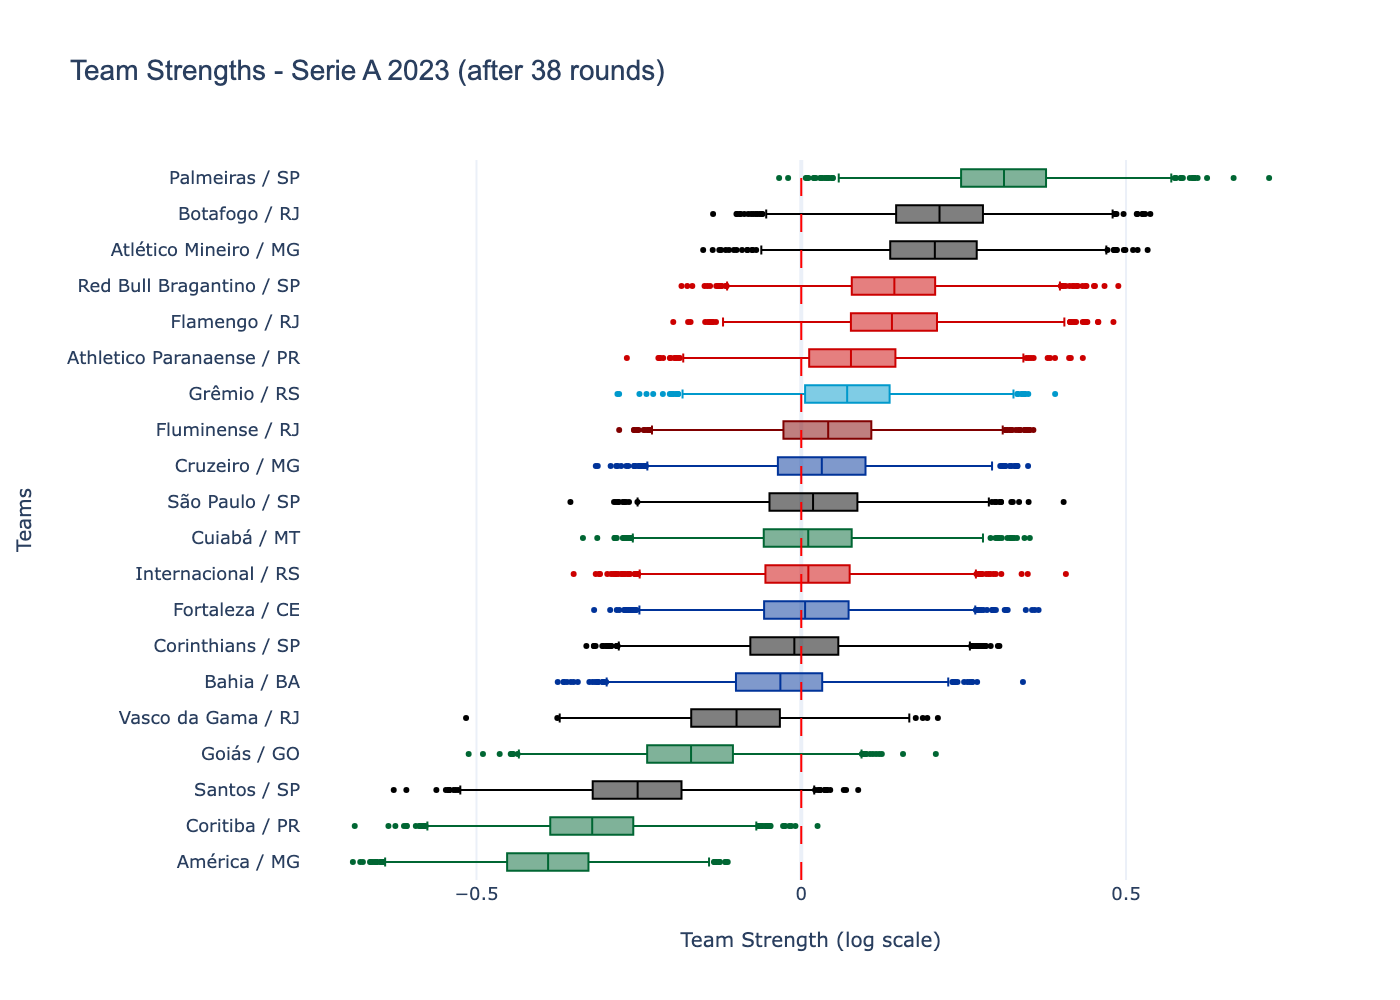 Team Strengths - Serie A 2023 (after 38 rounds)
Palmeiras / SP
Botafogo / RJ
Atlético Mineiro / MG
Red Bull Bragantino / SP
Flamengo / RJ
Athletico Paranaense / PR
Grêmio / RS
Fluminense / RJ
Cruzeiro / MG
São Paulo / SP
Cuiabá / MT
Internacional / RS
Fortaleza / CE
Corinthians / SP
Bahia / BA
Vasco da Gama / RJ
Goiás / GO
Santos / SP
Coritiba / PR
América / MG
Teams
−0.5
0
0.5
Team Strength (log scale)